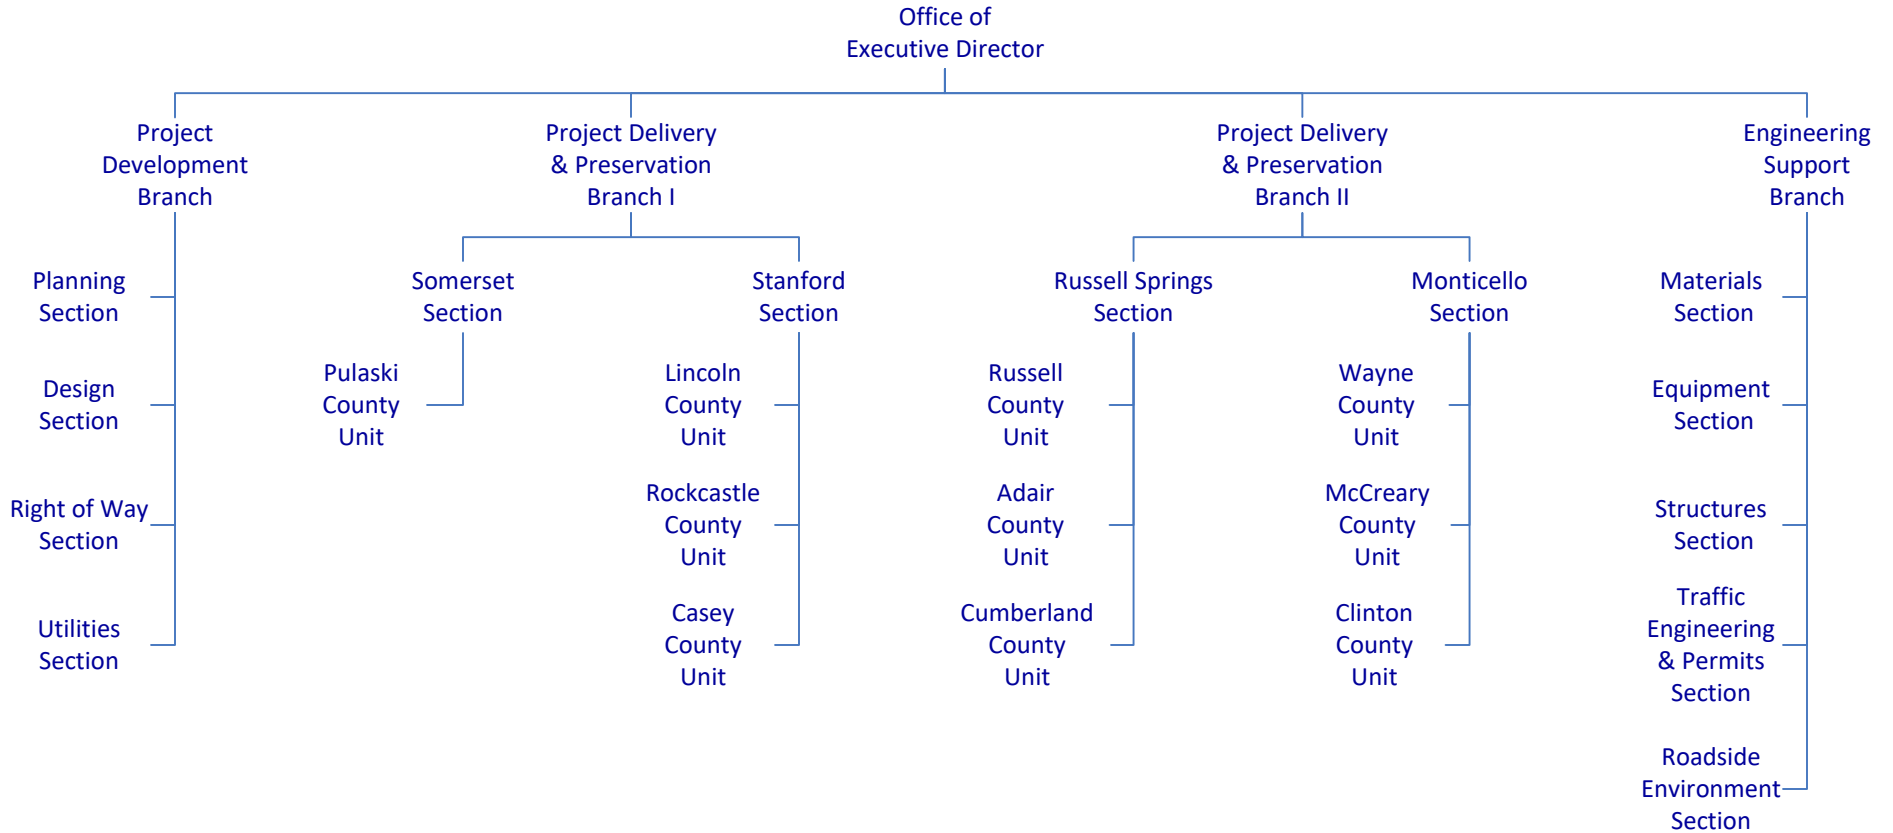 Office of
Executive Director
Project
Development
Branch
Project Delivery
& Preservation
Branch I
Project Delivery
& Preservation
Branch II
Engineering
Support
Branch
Planning
Section
Design
Section
Right of Way
Section
Utilities
Section
Somerset
Section
Pulaski
County
Unit
Stanford
Section
Lincoln
County
Unit
Rockcastle
County
Unit
Casey
County
Unit
Russell Springs
Section
Russell
County
Unit
Adair
County
Unit
Cumberland
County
Unit
Monticello
Section
Wayne
County
Unit
McCreary
County
Unit
Clinton
County
Unit
Materials
Section
Equipment
Section
Structures
Section
Traffic
Engineering
& Permits
Section
Roadside
Environment
Section